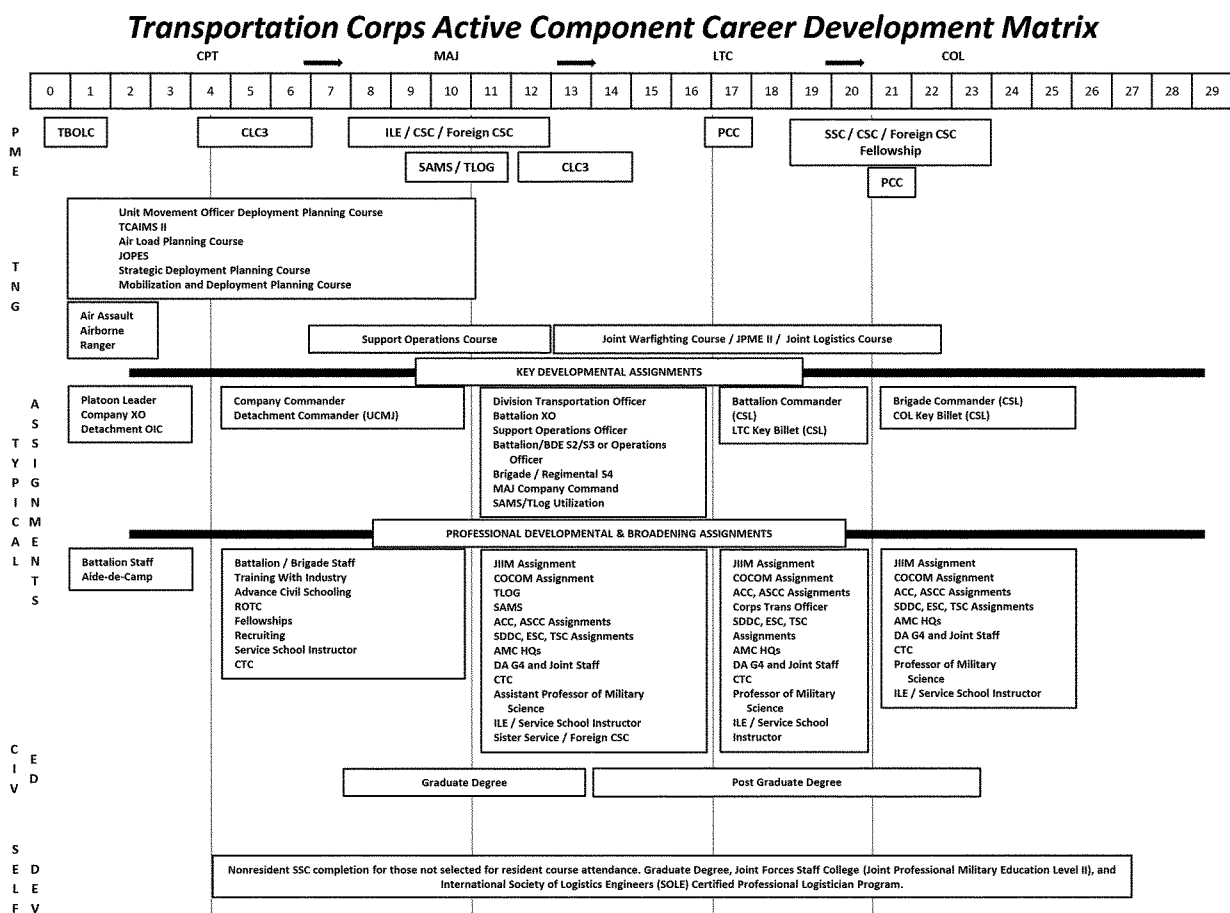 Transportation Corps Active Component Career Development Matrix
CPT MAJ LTC COL
0 1 2 3 4 5 6 7 8 9 10 11 12 13 14 15 16 17 18 19 20 21 22 23 24 25 26 27 28 29
PME
TBOLC
CLC3
ILE / CSC / Foreign CSC
PCC
SSC / CSC / Foreign CSC
Fellowship
SAMS / TLOG
CLC3
PCC
TNG
Unit Movement Officer Deployment Planning Course
TCAIMS II
Air Load Planning Course
JOPES
Strategic Deployment Planning Course
Mobilization and Deployment Planning Course
Air Assault
Airborne
Ranger
Support Operations Course
Joint Warfighting Course / JPME II / Joint Logistics Course
TYPICAL
ASSIGNMENTS
KEY DEVELOPMENTAL ASSIGNMENTS
Platoon Leader
Company XO
Detachment OIC
Company Commander
Detachment Commander (UCMJ)
Division Transportation Officer
Battalion XO
Support Operations Officer
Battalion/BDE S2/S3 or Operations
Officer
Brigade / Regimental S4
MAJ Company Command
SAMS/TLog Utilization
Battalion Commander
(CSL)
LTC Key Billet (CSL)
Brigade Commander (CSL)
COL Key Billet (CSL)
PROFESSIONAL DEVELOPMENTAL & BROADENING ASSIGNMENTS
Battalion Staff
Aide-de-Camp
Battalion / Brigade Staff
Training With Industry
Advance Civil Schooling
ROTC
Fellowships
Recruiting
Service School Instructor
CTC
JIIM Assignment
COCOM Assignment
TLOG
SAMS
ACC, ASCC Assignments
SDDC, ESC, TSC Assignments
AMC HQs
DA G4 and Joint Staff
CTC
Assistant Professor of Military
Science
ILE / Service School Instructor
Sister Service / Foreign CSC
JIIM Assignment
COCOM Assignment
ACC, ASCC Assignments
Corps Trans Officer
SDDC, ESC, TSC
Assignments
AMC HQs
DA G4 and Joint Staff
CTC
Professor of Military
Science
ILE / Service School
Instructor
JIIM Assignment
COCOM Assignment
ACC, ASCC Assignments
SDDC, ESC, TSC Assignments
AMC HQs
DA G4 and Joint Staff
CTC
Professor of Military
Science
ILE / Service School Instructor
CIV
ED
Graduate Degree
Post Graduate Degree
SELF
DEV
Nonresident SSC completion for those not selected for resident course attendance. Graduate Degree, Joint Forces Staff College (Joint Professional Military Education Level II), and
International Society of Logistics Engineers (SOLE) Certified Professional Logistician Program.